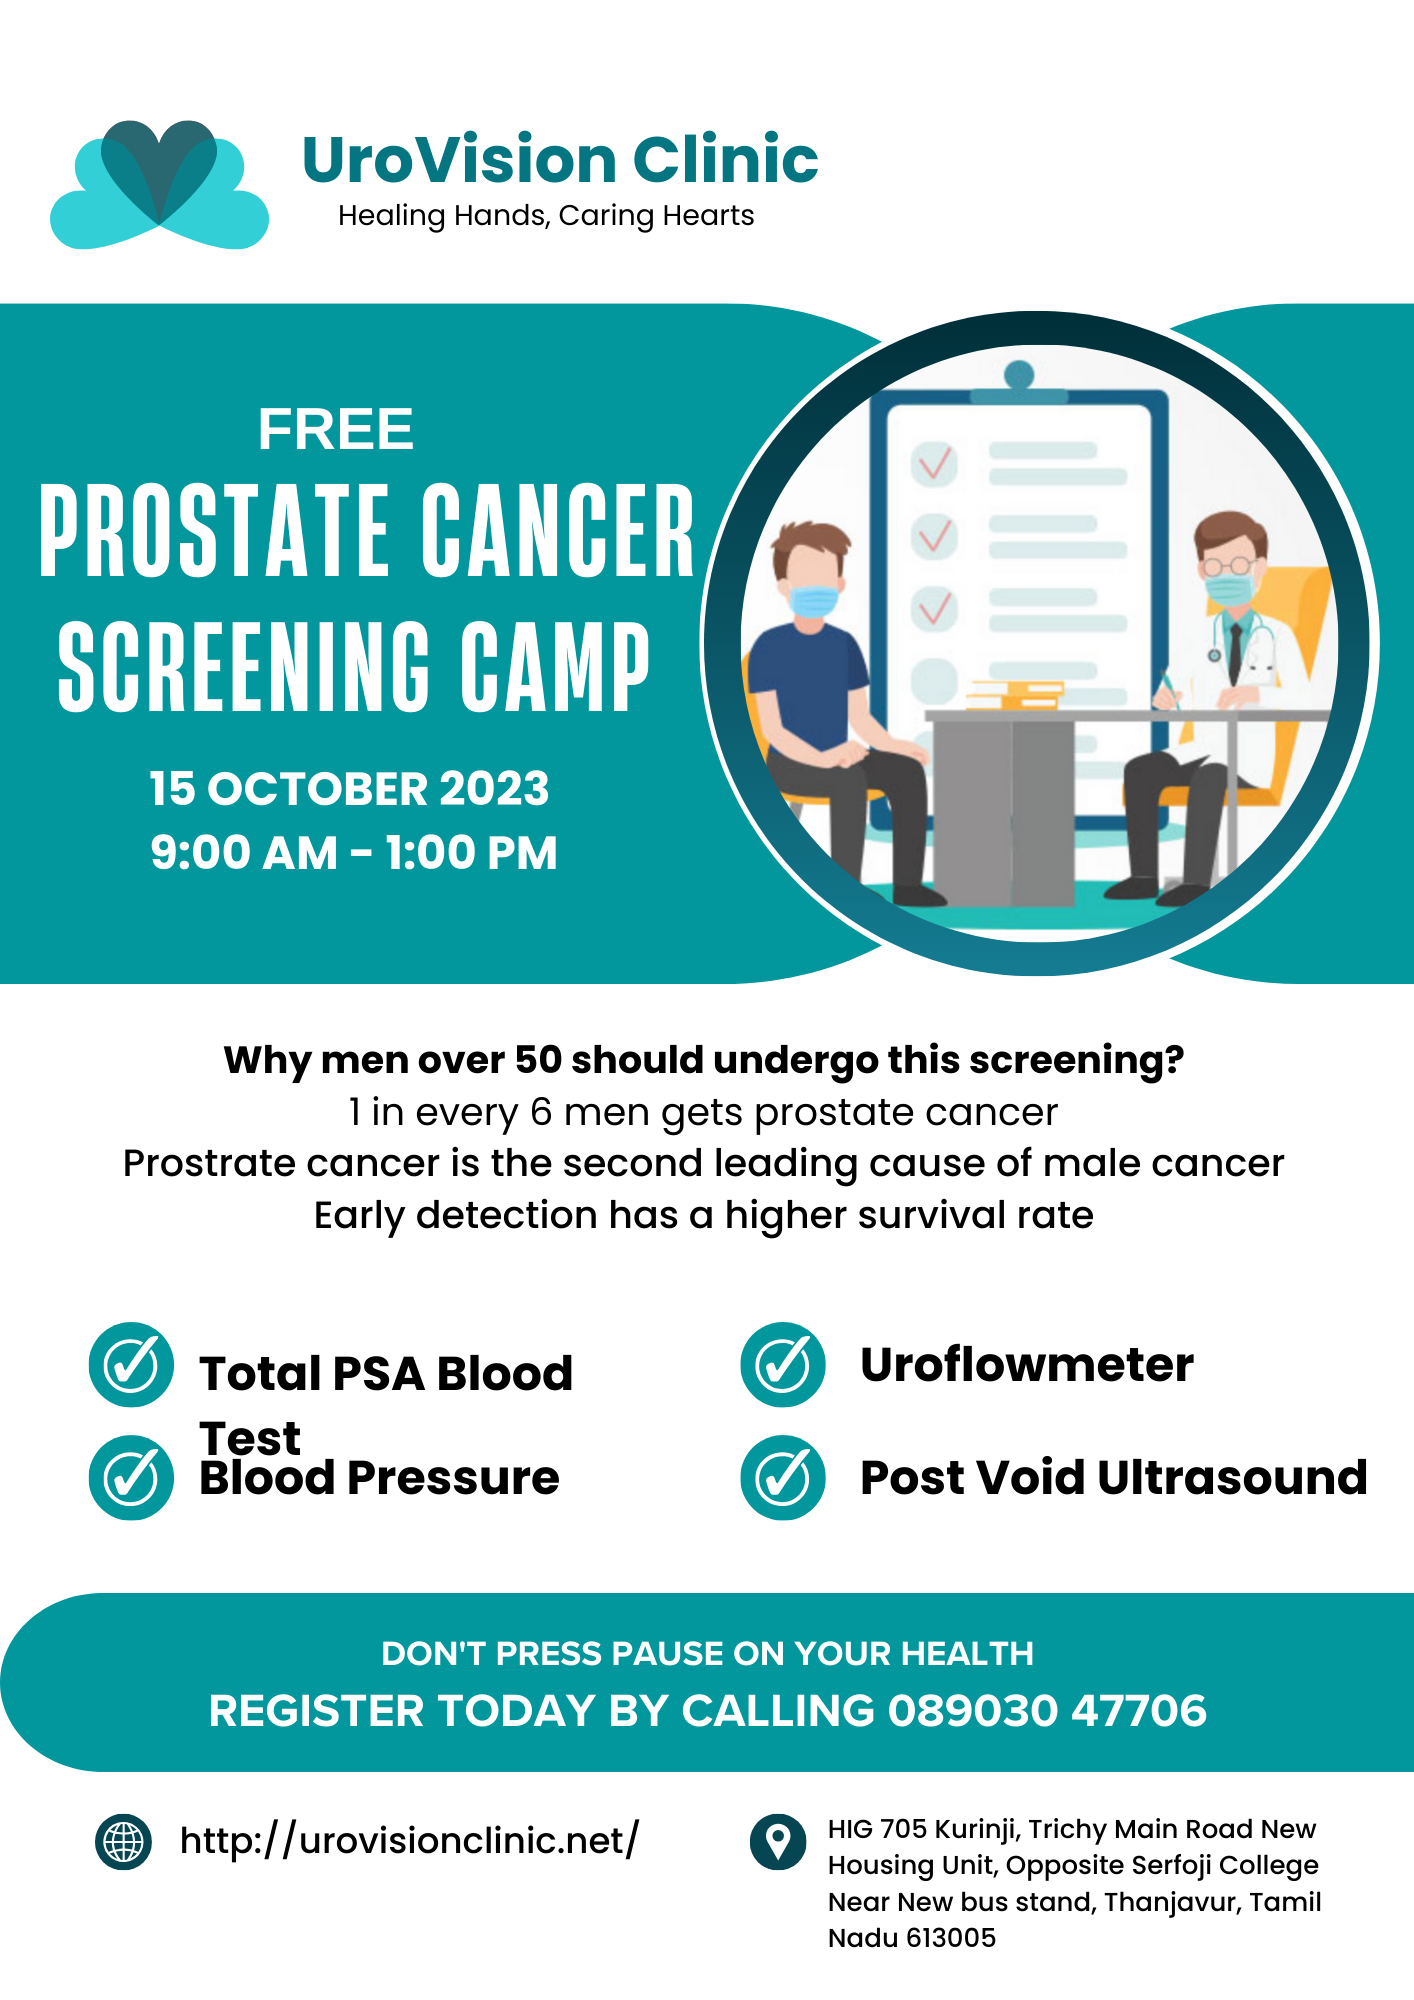 UroVision Clinic
Healing Hands, Caring Hearts
FREE
PROSTATE CANCER
SCREENING CAMP
15 OCTOBER 2023
9:00 AM - 1:00 PM
Why men over 50 should undergo this screening?
1 in every 6 men gets prostate cancer
Prostrate cancer is the second leading cause of male cancer
Early detection has a higher survival rate
Total PSA Blood
Test
Blood Pressure
Uroflowmeter
Post Void Ultrasound
DON'T PRESS PAUSE ON YOUR HEALTH
REGISTER TODAY BY CALLING 089030 47706
http://urovisionclinic.net/
HIG 705 Kurinji, Trichy Main Road New
Housing Unit, Opposite Serfoji College
Near New bus stand, Thanjavur, Tamil
Nadu 613005